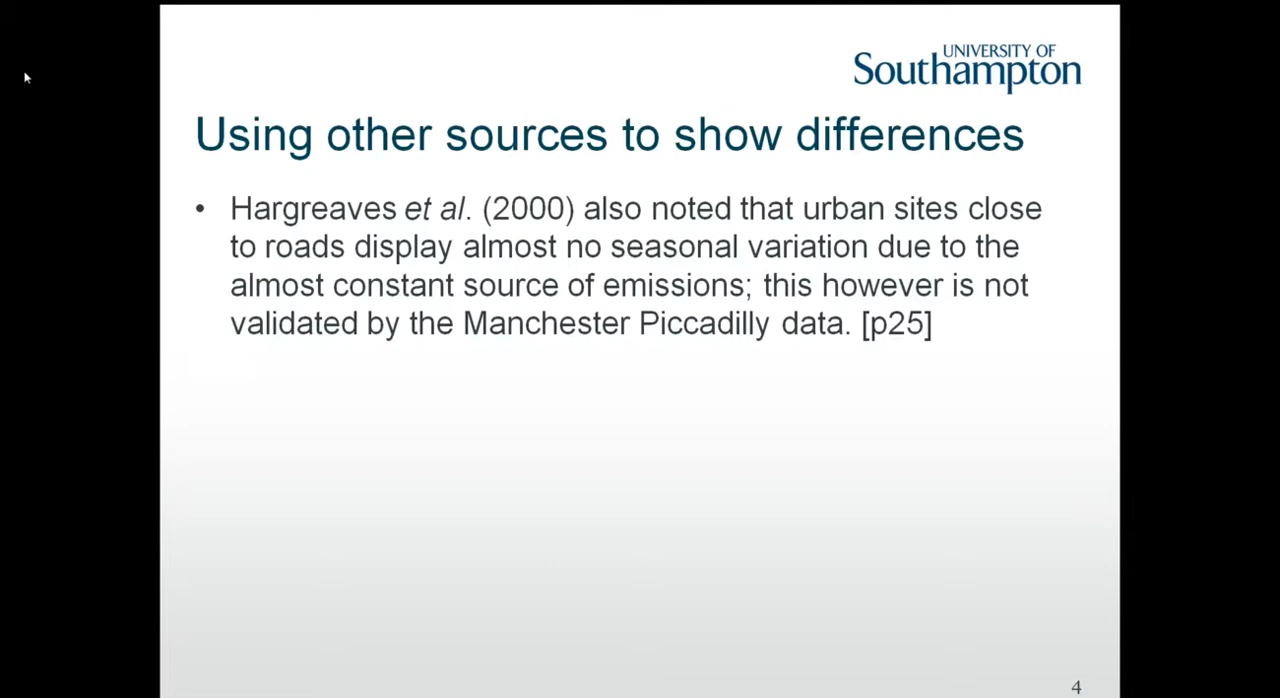 UNIVERSITY OF
Southampton
Using other sources to show differences
• Hargreaves et al. (2000) also noted that urban sites close
to roads display almost no seasonal variation due to the
almost constant source of emissions; this however is not
validated by the Manchester Piccadilly data. [p25]
4